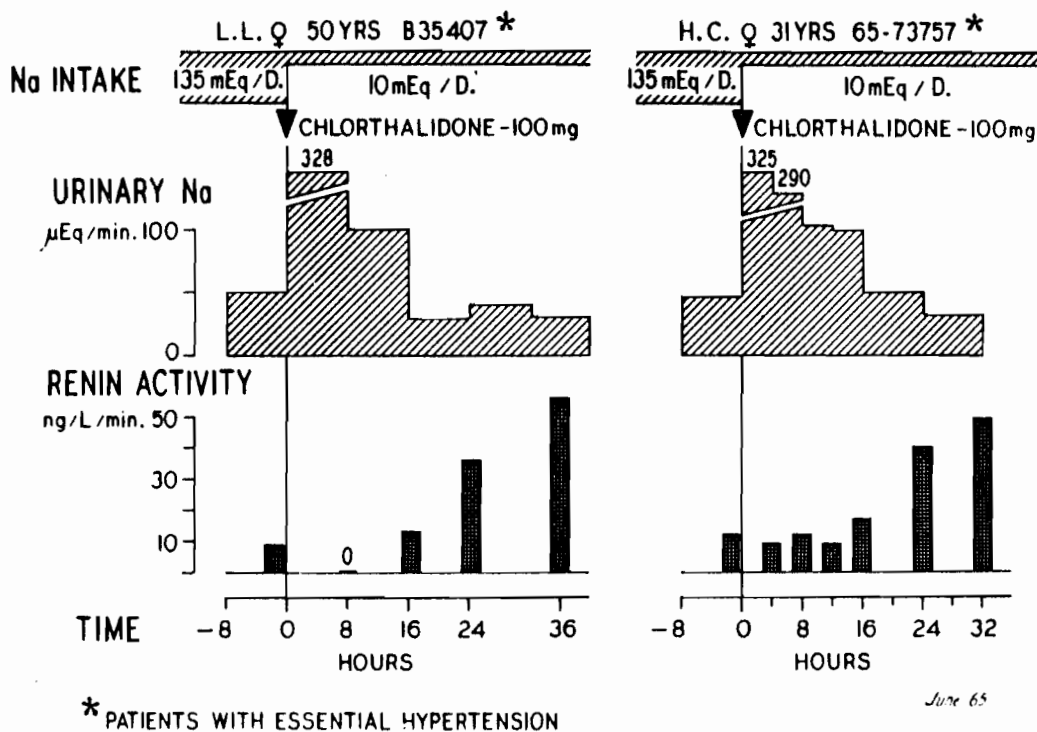 L.L. ♀ 50 YRS B35407 *
H.C. ♀ 31YRS 65-73757 *
Na INTAKE
135 mEq/D.
10 mEq/D.
135 mEq/D.
10 mEq/D.
CHLORTHALIDONE-100mg
CHLORTHALIDONE-100mg
328
325
290
URINARY Na
μEq/min. 100
0
RENIN ACTIVITY
ng/L/min. 50
30
10
0
TIME
-8 0 8 16 24 36
-8 0 8 16 24 32
HOURS
HOURS
* PATIENTS WITH ESSENTIAL HYPERTENSION
June 65